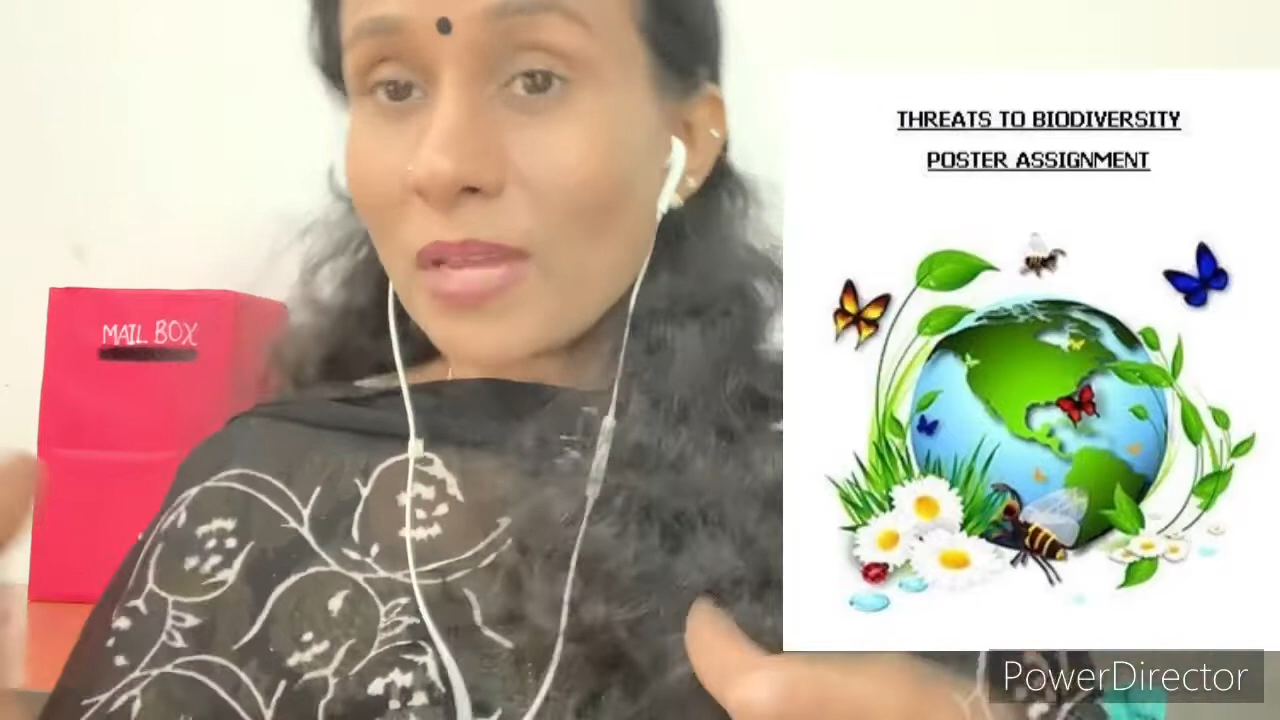 MAIL BOX
THREATS TO BIODIVERSITY
POSTER ASSIGNMENT
PowerDirector